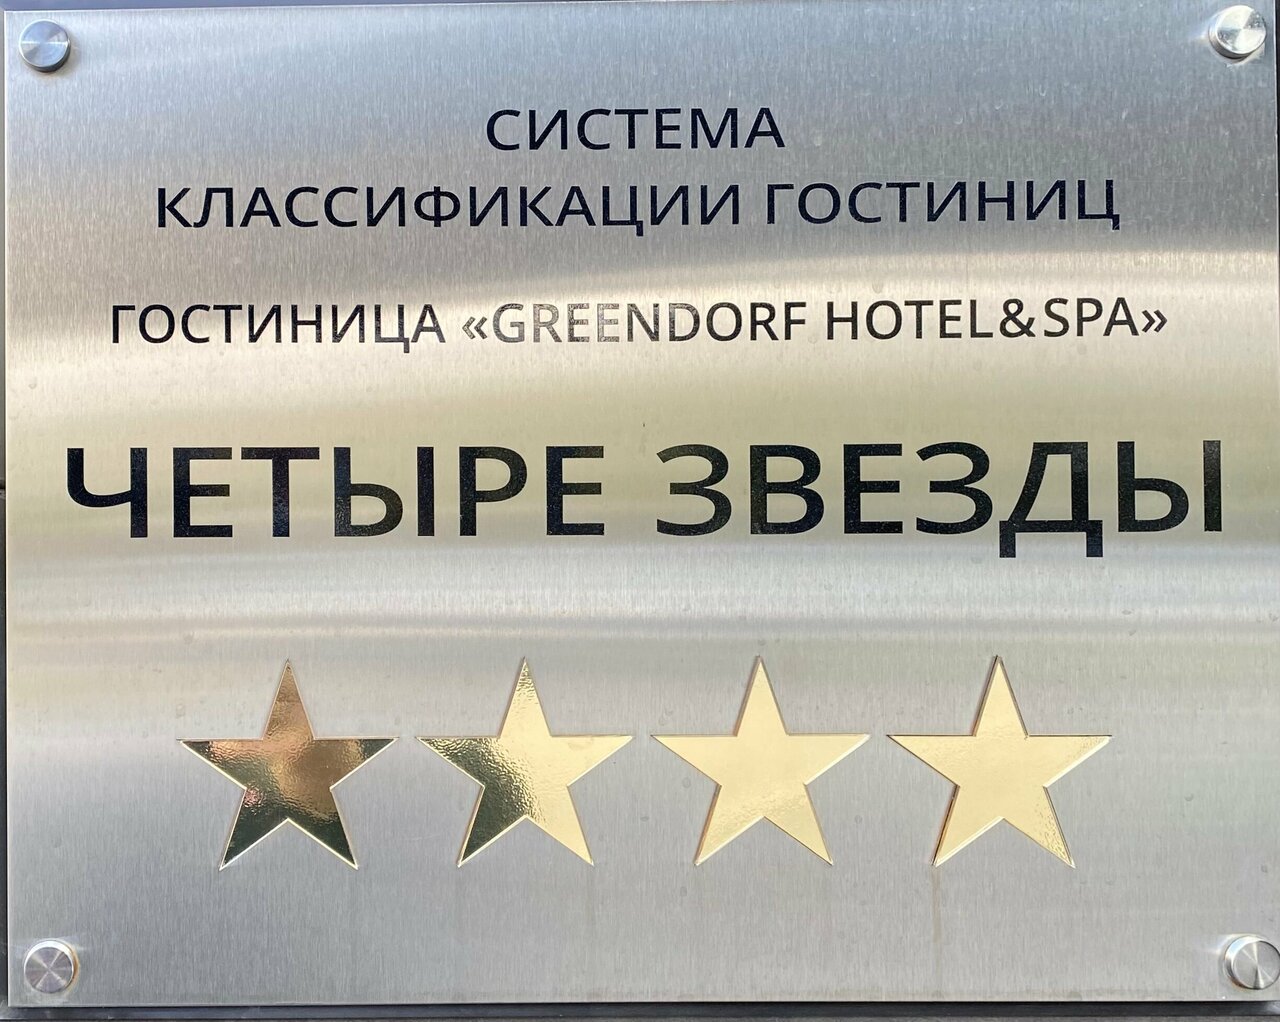 СИСТЕМА
КЛАССИФИКАЦИИ ГОСТИНИЦ
ГОСТИНИЦА «GREENDORF HOTEL&SPA»
ЧЕТЫРЕ ЗВЕЗДЫ